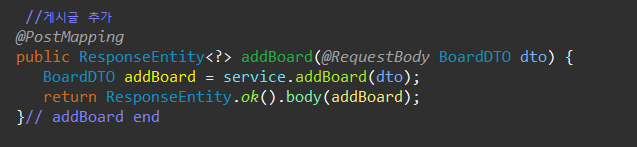 //게시글 추가
@PostMapping
public ResponseEntity<?> addBoard(@RequestBody BoardDTO dto) {
BoardDTO addBoard = service.addBoard(dto);
return ResponseEntity.ok().body(addBoard);
}// addBoard end